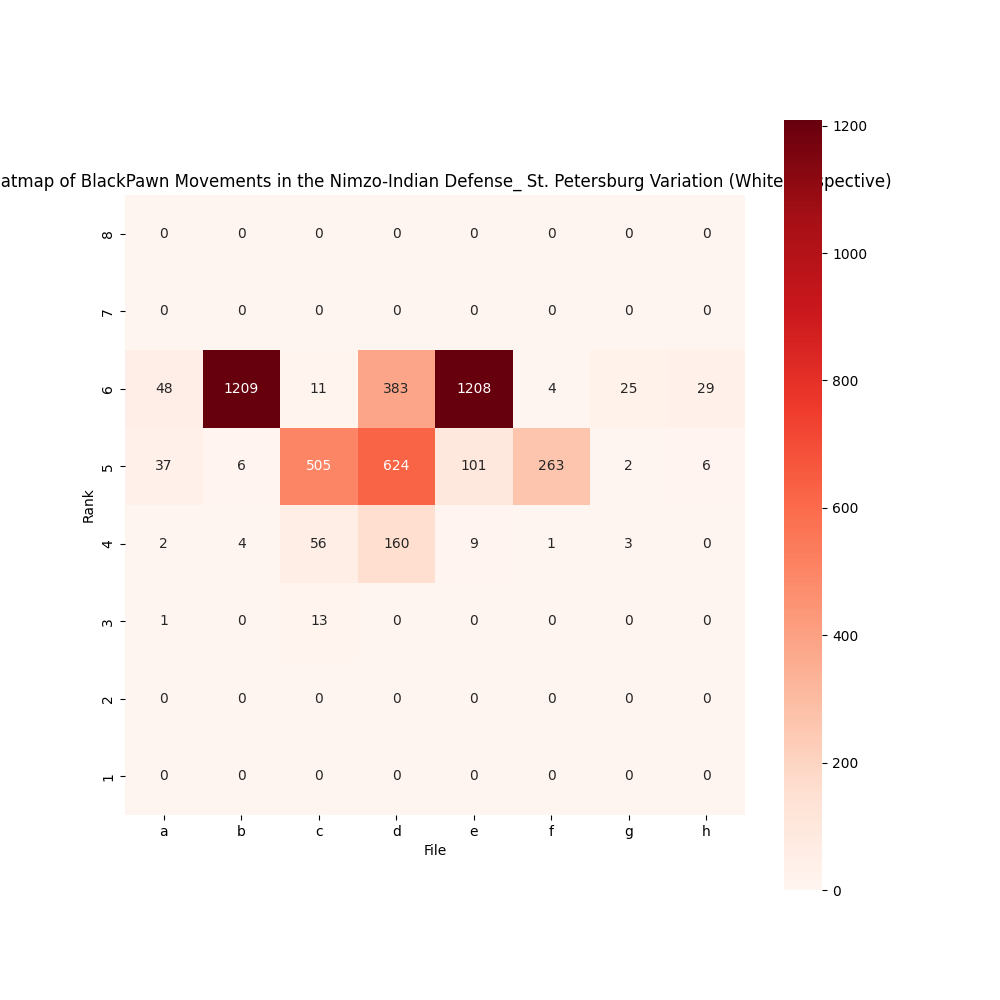 atmap of BlackPawn Movements in the Nimzo-Indian Defense_ St. Petersburg Variation (White spective)
8 0 0 0 0 0 0 0 0
7 0 0 0 0 0 0 0 0
6 48 1209 11 383 1208 4 25 29
5 37 6 505 624 101 263 2 6
4 2 4 56 160 9 1 3 0
3 1 0 13 0 0 0 0 0
2 0 0 0 0 0 0 0 0
1 0 0 0 0 0 0 0 0
a b c d e f g h
File
Rank
1200
1000
800
600
400
200
0